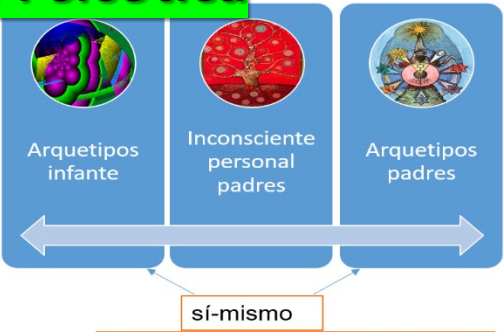 Arquetipos
infante
Inconsciente
personal
padres
Arquetipos
padres
sí-mismo